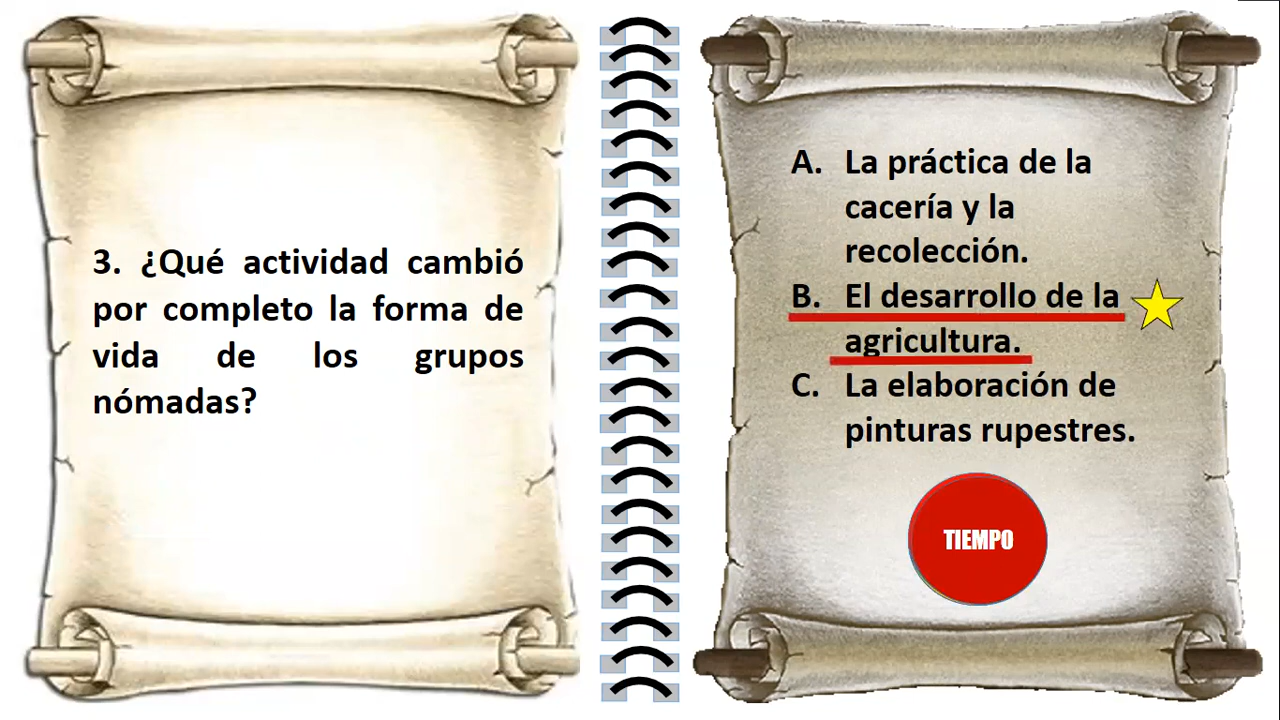 3. ¿Qué actividad cambió
por completo la forma de
vida de los grupos
nómadas?
A. La práctica de la
cacería y la
recolección.
B. El desarrollo de la
agricultura.
C. La elaboración de
pinturas rupestres.
TIEMPO